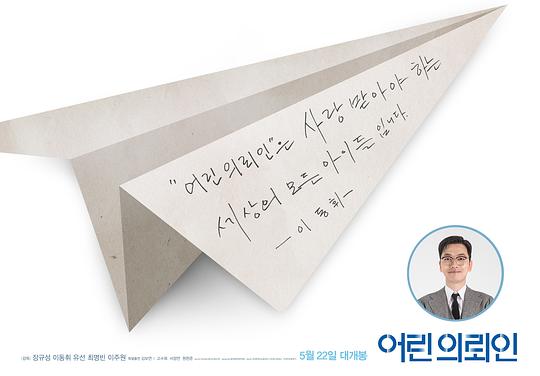 "어린의뢰인"은 사랑 받아야 하는
세상의 모든 아이들입니다.
— 이동휘 —
어린 의뢰인
장규성 이동휘 유선 최명빈 이주원
5월 22일 대개봉